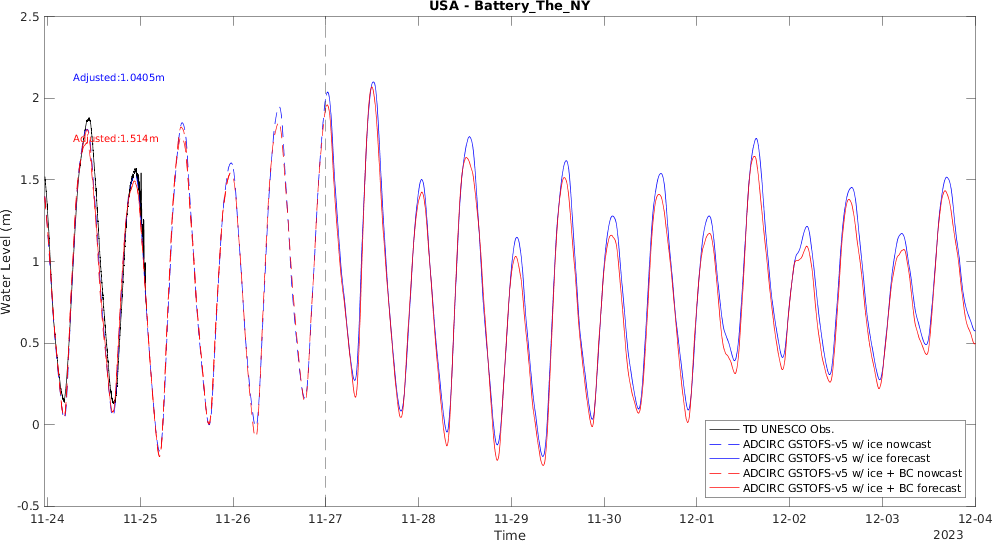 USA - Battery_The_NY
2.5
2
1.5
1
0.5
0
-0.5
Water Level (m)
Adjusted:1.0405m
Adjusted:1.514m
TD UNESCO Obs.
ADCIRC GSTOFS-v5 w/ ice nowcast
ADCIRC GSTOFS-v5 w/ ice forecast
ADCIRC GSTOFS-v5 w/ ice + BC nowcast
ADCIRC GSTOFS-v5 w/ ice + BC forecast
11-24 11-25 11-26 11-27 11-28 11-29 11-30 12-01 12-02 12-03 12-04
Time
2023